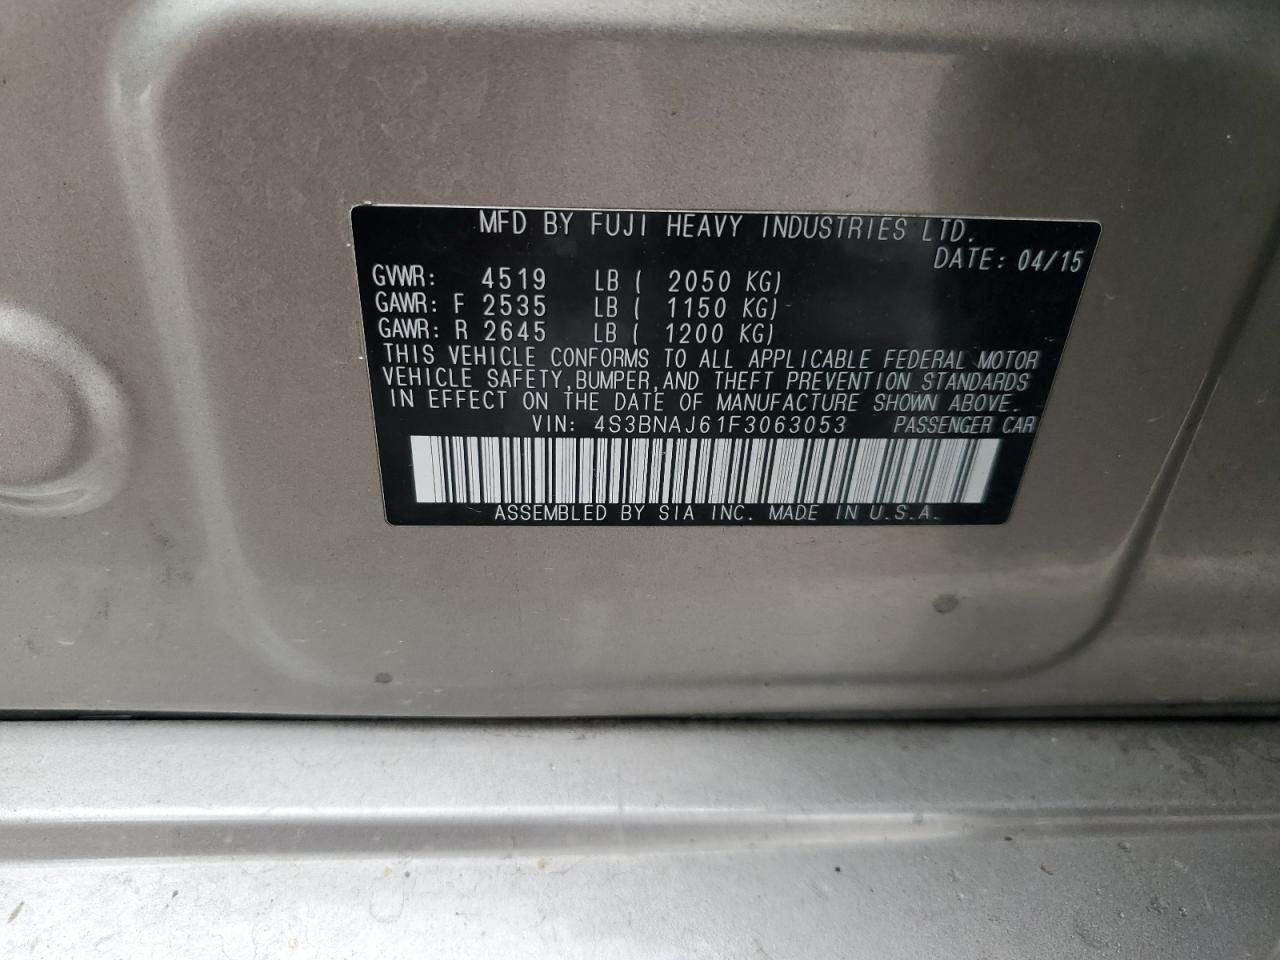 MFD BY FUJI HEAVY INDUSTRIES LTD.
DATE: 04/15
GVWR: 4519 LB ( 2050 KG)
GAWR: F 2535 LB ( 1150 KG)
GAWR: R 2645 LB ( 1200 KG)
THIS VEHICLE CONFORMS TO ALL APPLICABLE FEDERAL MOTOR
VEHICLE SAFETY, BUMPER, AND THEFT PREVENTION STANDARDS
IN EFFECT ON THE DATE OF MANUFACTURE SHOWN ABOVE.
VIN: 4S3BNAJ61F3063053 PASSENGER CAR
ASSEMBLED BY SIA INC. MADE IN U.S.A.